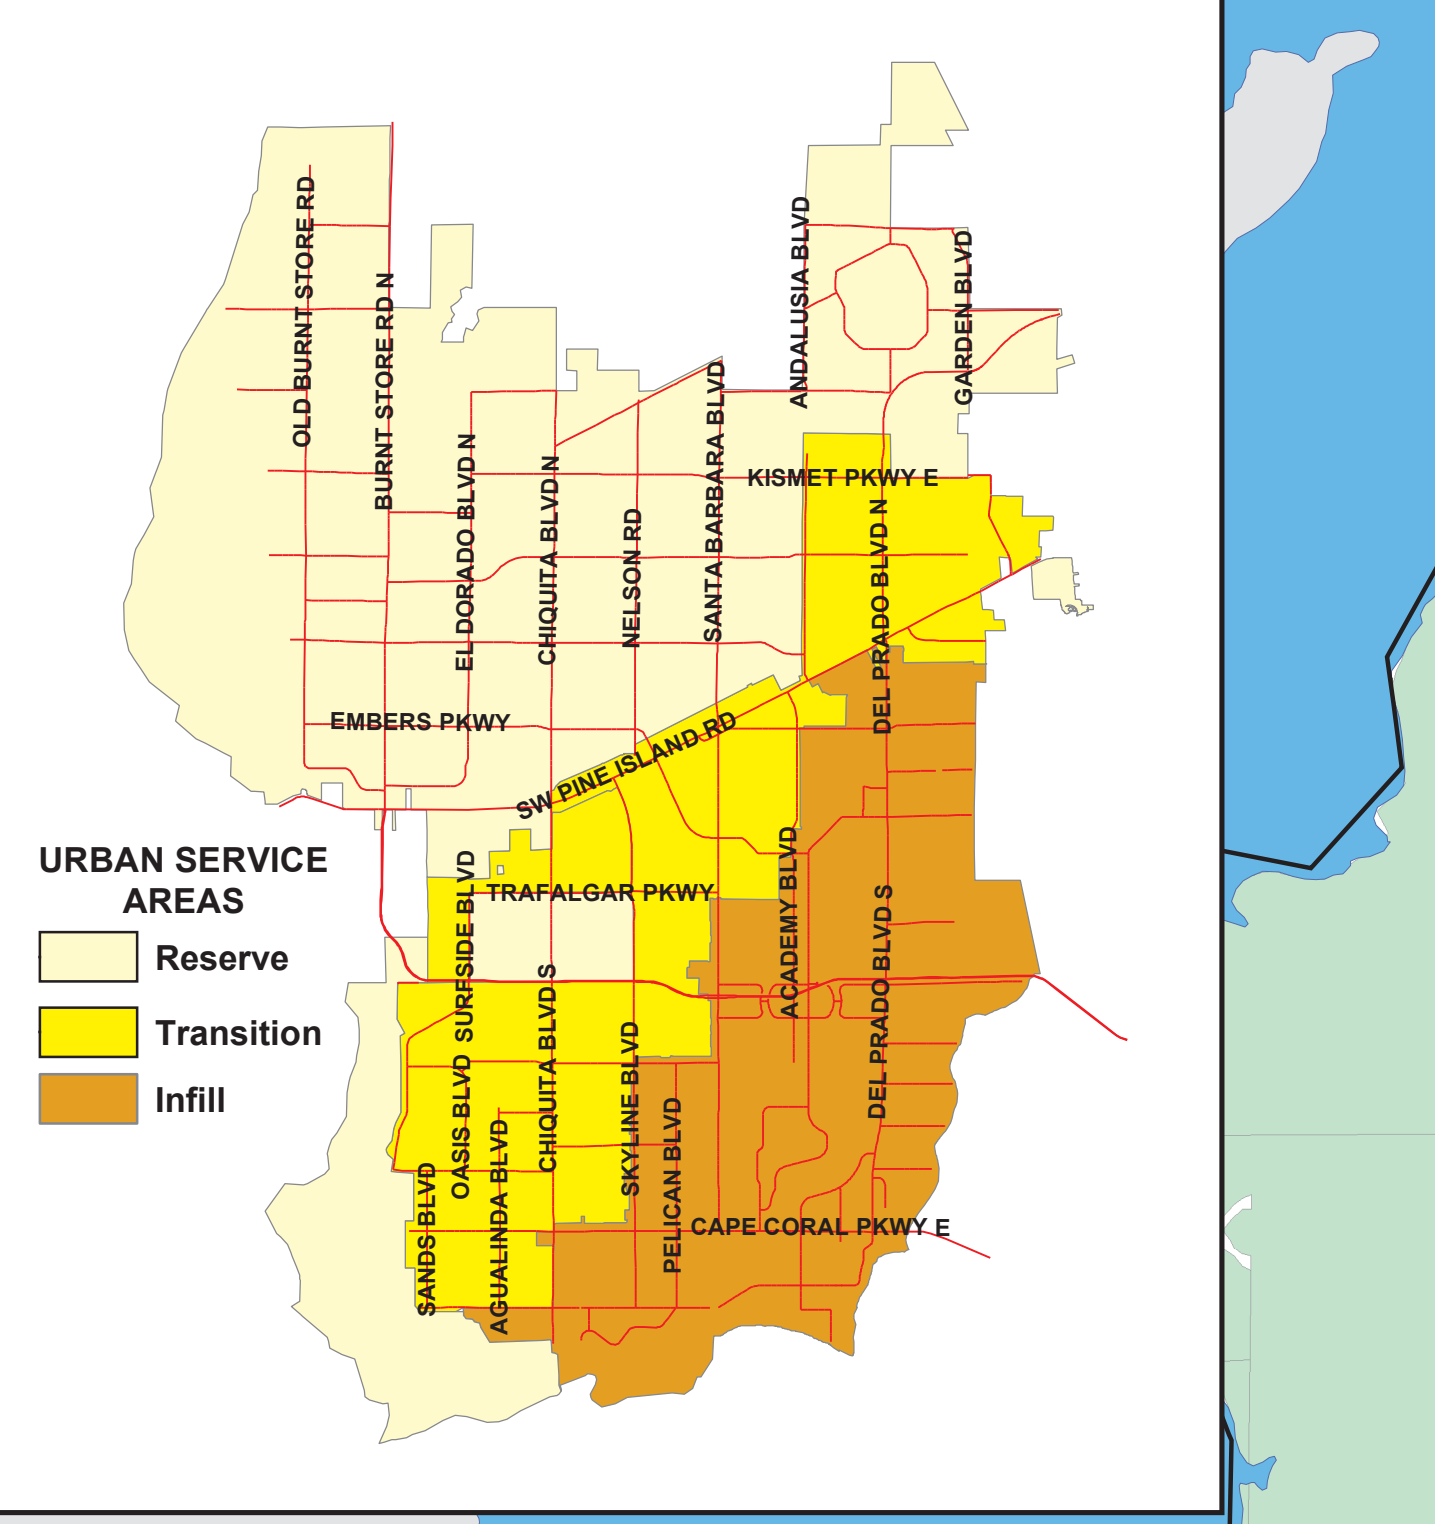 OLD BURNT STORE RD
BURNT STORE RD N
EL DORADO BLVD N
CHIQUITA BLVD N
NELSON RD
SANTA BARBARA BLVD
ANDALUSIA BLVD
GARDEN BLVD
KISMET PKWY E
DEL PRADO BLVD N
EMBERS PKWY
SW PINE ISLAND RD
URBAN SERVICE
AREAS
Reserve
Transition
Infill
TRAFALGAR PKWY
SURFSIDE BLVD
OASIS BLVD
CHIQUITA BLVD S
SKYLINE BLVD
ACADEMY BLVD
DEL PRADO BLVD S
SANDS BLVD
AGUALINDA BLVD
PELICAN BLVD
CAPE CORAL PKWY E